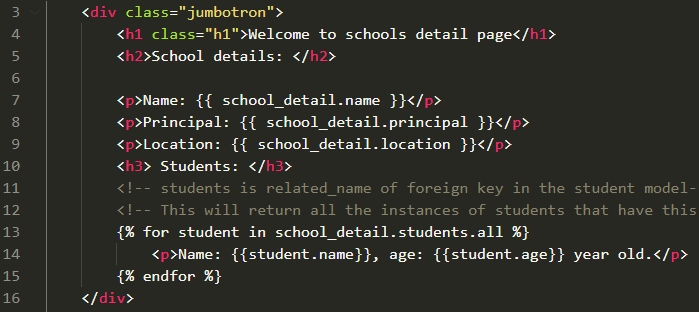 3 <div class="jumbotron">
4 <h1 class="h1">Welcome to schools detail page</h1>
5 <h2>School details: </h2>
6
7 <p>Name: {{ school_detail.name }}</p>
8 <p>Principal: {{ school_detail.principal }}</p>
9 <p>Location: {{ school_detail.location }}</p>
10 <h3> Students: </h3>
11 <!-- students is related_name of foreign key in the student model-
12 <!-- This will return all the instances of students that have this
13 {% for student in school_detail.students.all %}
14 <p>Name: {{student.name}}, age: {{student.age}} year old.</p>
15 {% endfor %}
16 </div>